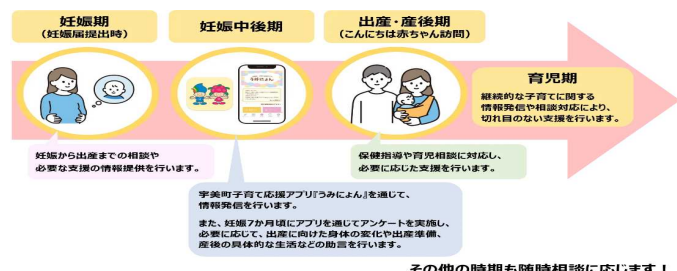 妊娠期
(妊娠届提出時)
妊娠中後期
出産・産後期
(こんにちは赤ちゃん訪問)
育児期
継続的な子育てに関する
情報発信や相談対応により、
切れ目のない支援を行います。
妊娠から出産までの相談や
必要な支援の情報提供を行います。
保健指導や育児相談に対応し、
必要に応じた支援を行います。
宇美町子育て応援アプリ『うみにょん』を通じて、
情報発信を行います。
また、妊娠7か月頃にアプリを通じてアンケートを実施し、
必要に応じて、出産に向けた身体の変化や出産準備、
産後の具体的な生活などの助言を行います。
その他の時期も随時相談に応じます！